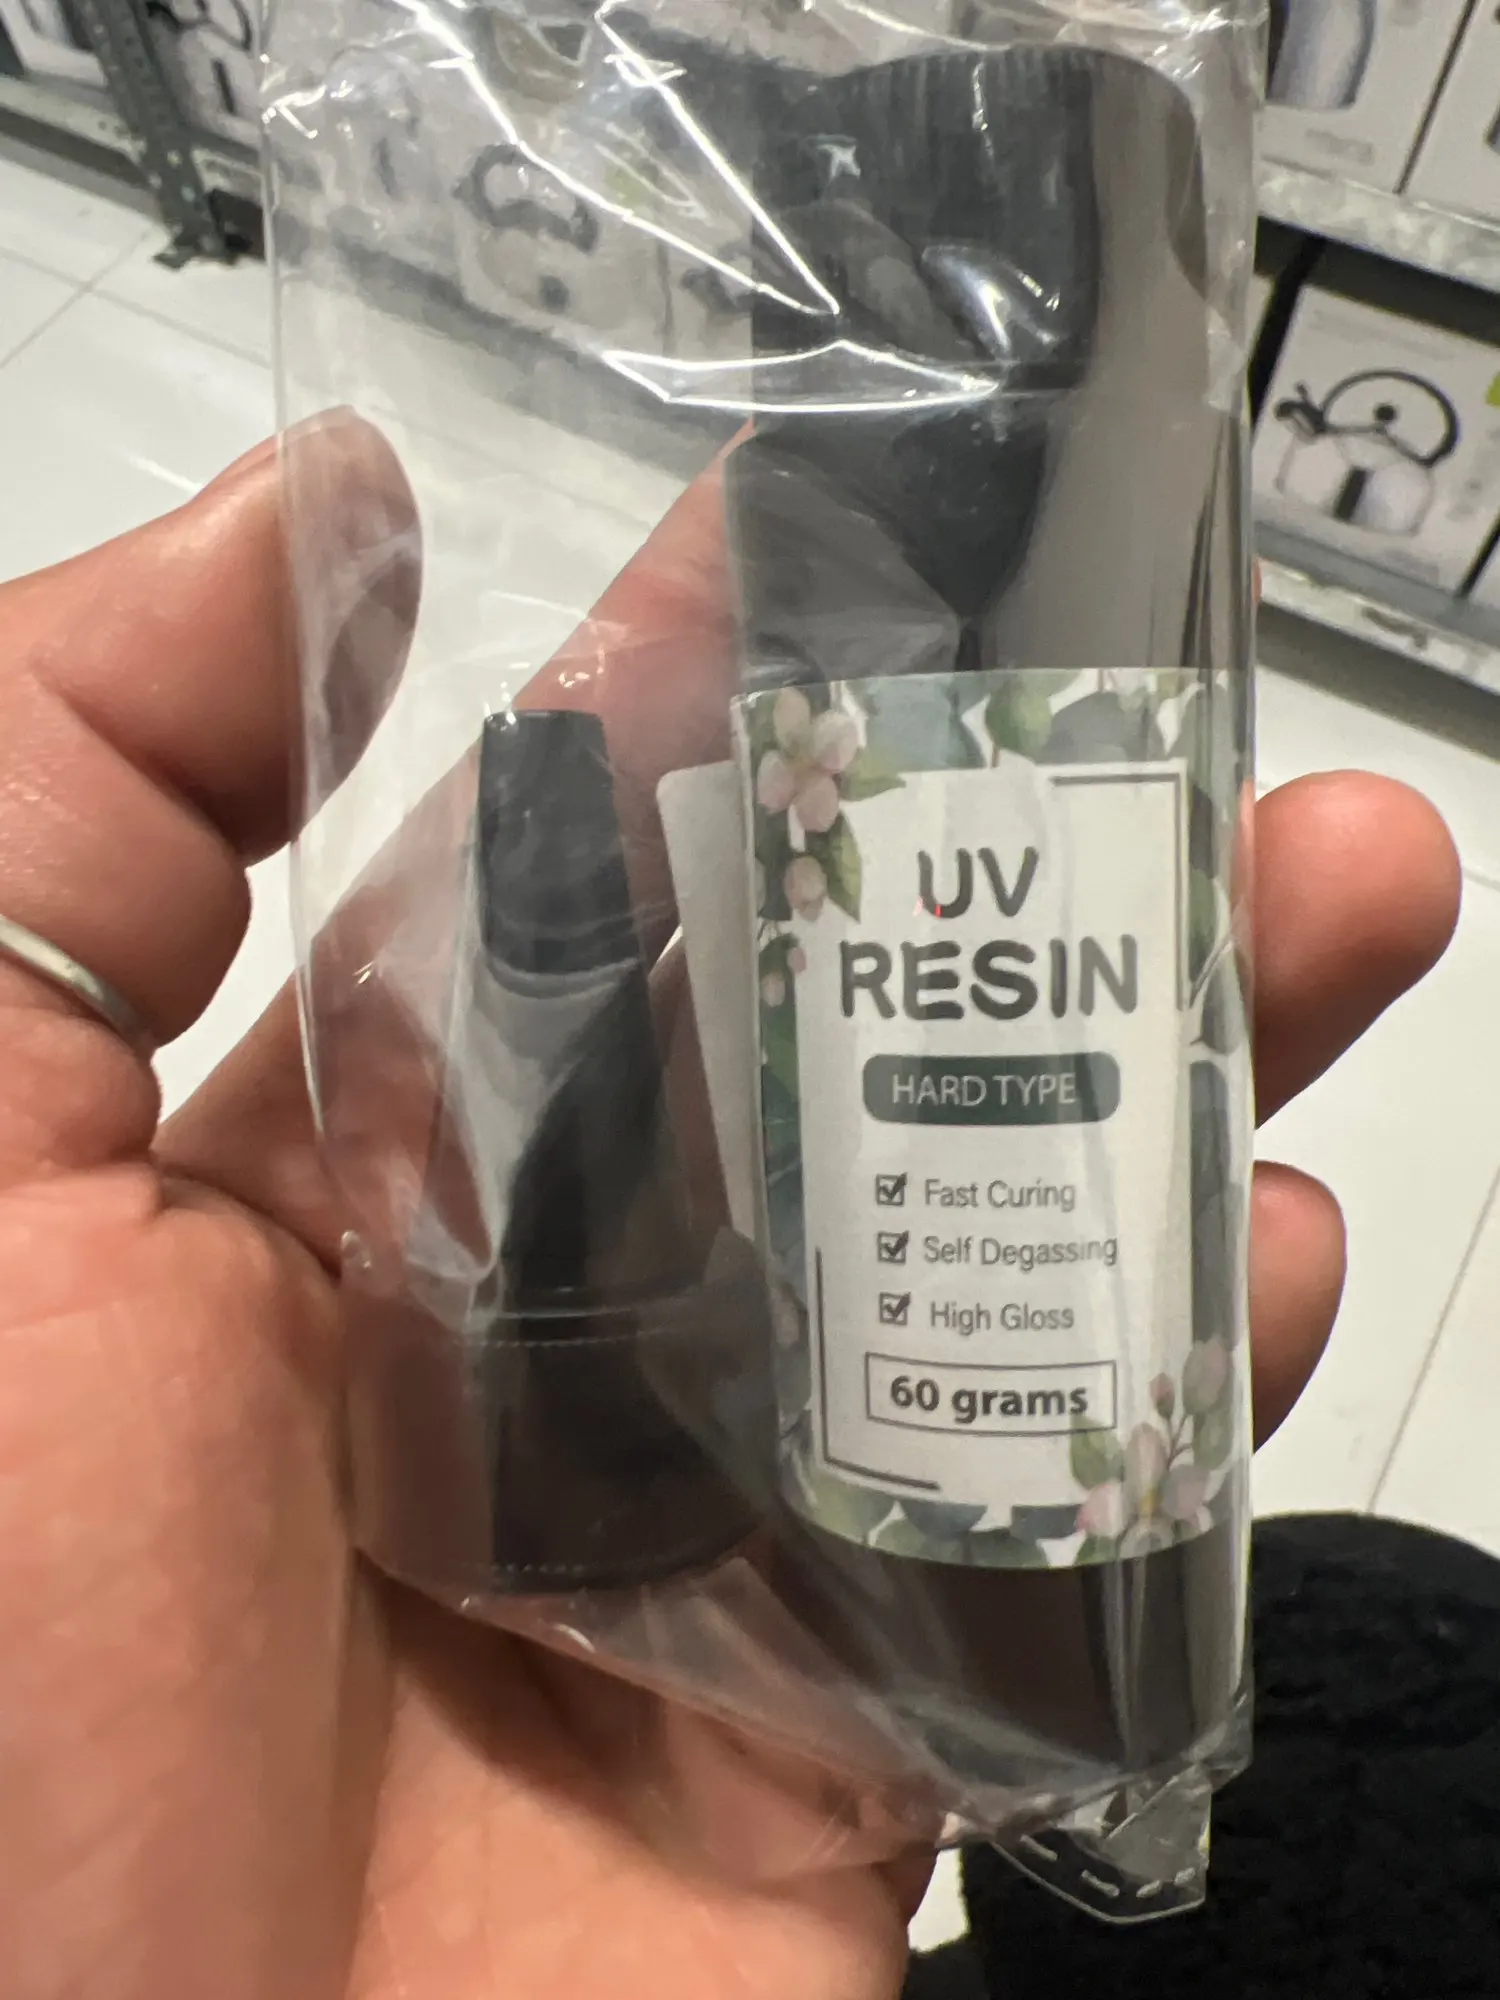 UV
RESIN
HARD TYPE
Fast Curing
Self Degassing
High Gloss
60 grams